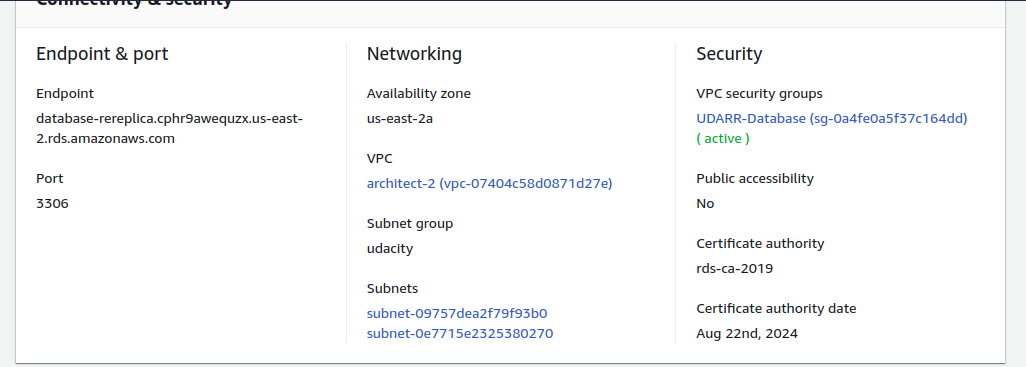 Connectivity & security
Endpoint & port
Endpoint
database-rereplica.cphr9awequzx.us-east-
2.rds.amazonaws.com
Port
3306
Networking
Availability zone
us-east-2a
VPC
architect-2 (vpc-07404c58d0871d27e)
Subnet group
udacity
Subnets
subnet-09757dea2f79f93b0
subnet-0e7715e2325380270
Security
VPC security groups
UDARR-Database (sg-0a4fe0a5f37c164dd)
( active )
Public accessibility
No
Certificate authority
rds-ca-2019
Certificate authority date
Aug 22nd, 2024